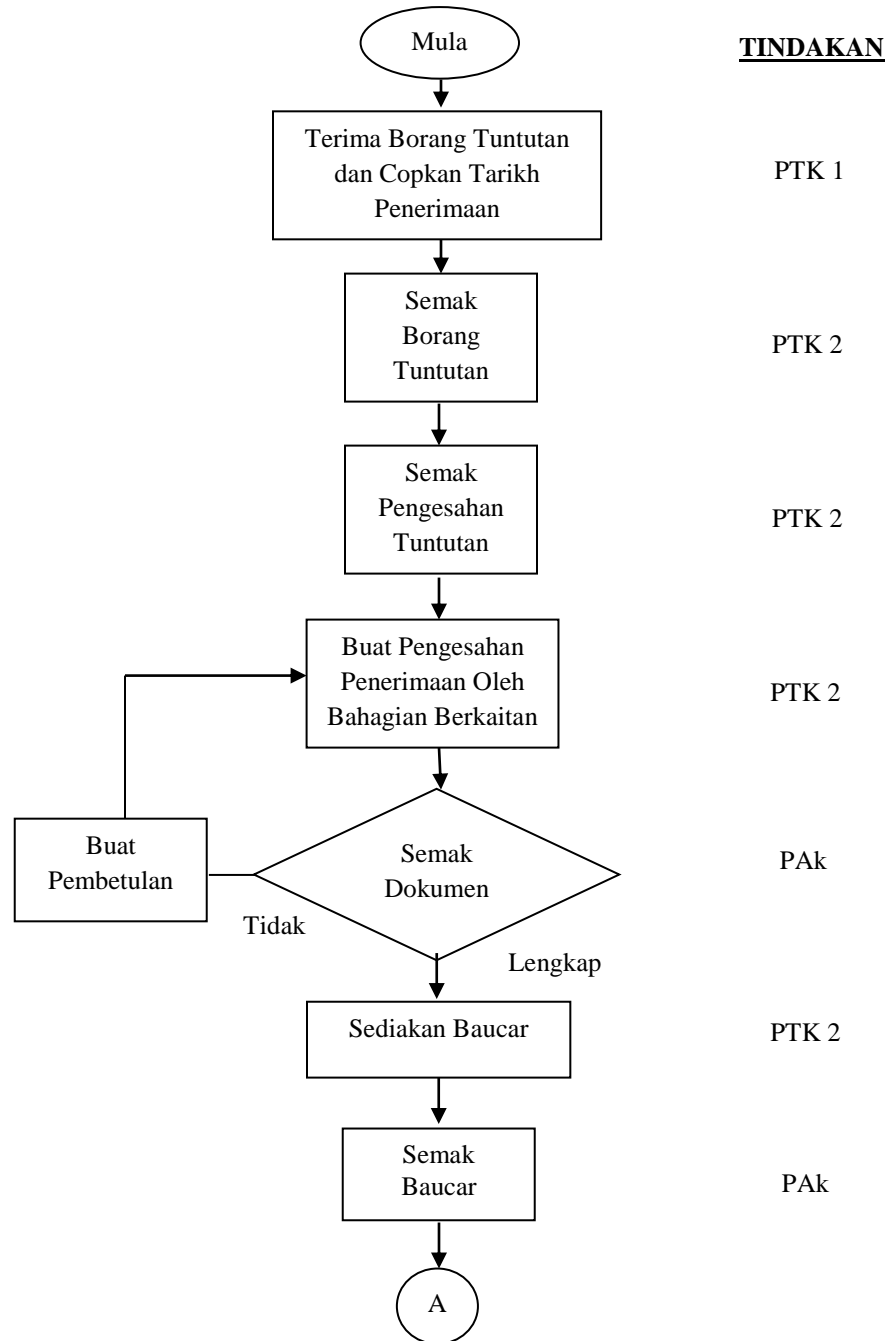 Mula
TINDAKAN
Terima Borang Tuntutan
dan Copkan Tarikh
Penerimaan
PTK 1
Semak
Borang
Tuntutan
PTK 2
Semak
Pengesahan
Tuntutan
PTK 2
Buat Pengesahan
Penerimaan Oleh
Bahagian Berkaitan
PTK 2
Buat
Pembetulan
Semak
Dokumen
PAk
Tidak
Lengkap
Sediakan Baucar
PTK 2
Semak
Baucar
PAk
A